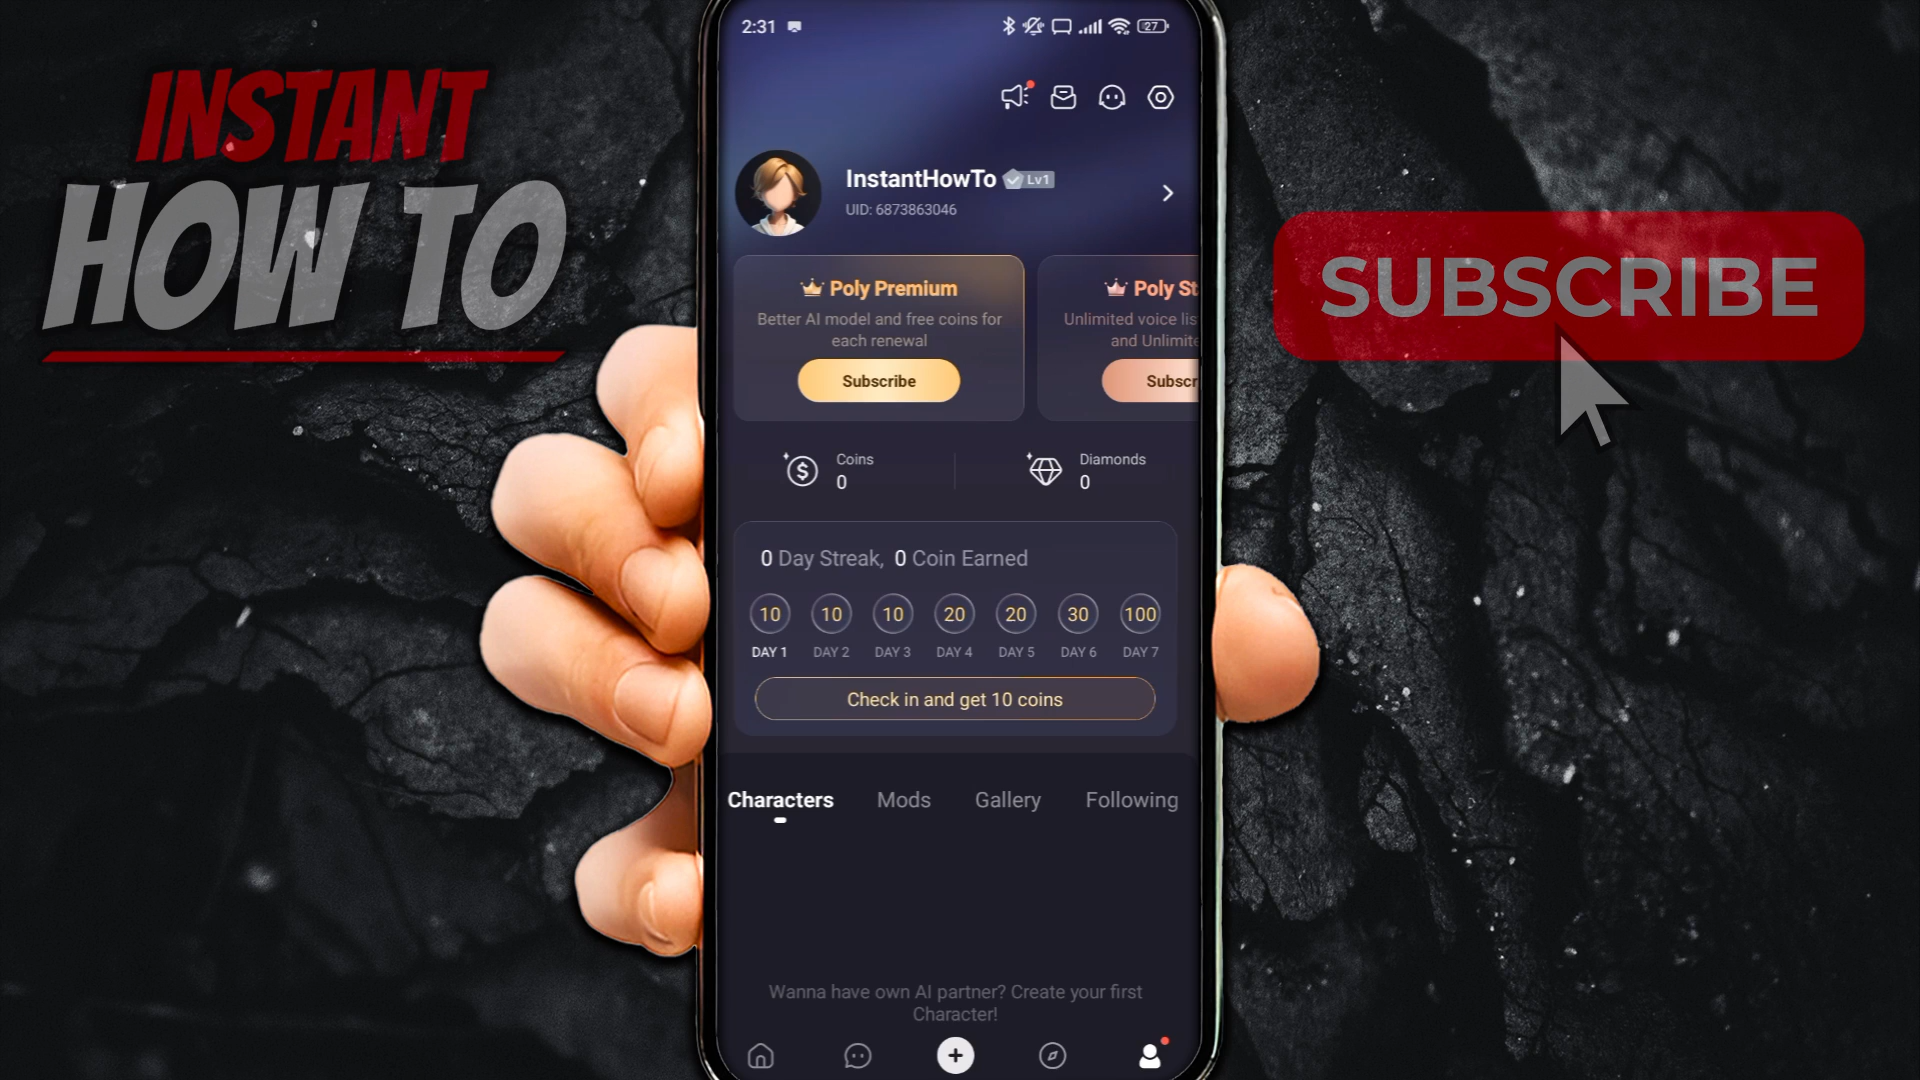 INSTANT
HOW TO
SUBSCRIBE
2:31
27
InstantHowTo
Lv1
UID: 6873863046
Poly Premium
Better AI model and free coins for
each renewal
Subscribe
Poly St
Unlimited voice lis
and Unlimite
Subscr
Coins
0
Diamonds
0
0 Day Streak, 0 Coin Earned
10 10 10 20 20 30 100
DAY 1 DAY 2 DAY 3 DAY 4 DAY 5 DAY 6 DAY 7
Check in and get 10 coins
Characters Mods Gallery Following
Wanna have own AI partner? Create your first
Character!